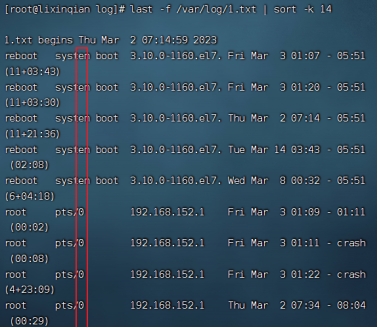 [root@lixinqian log]# last -f /var/log/1.txt | sort -k 14
1.txt begins Thu Mar  2 07:14:59 2023
reboot   system boot  3.10.0-1160.el7. Fri Mar  3 01:07 - 05:51
(11+03:43)
reboot   system boot  3.10.0-1160.el7. Fri Mar  3 01:20 - 05:51
(11+03:30)
reboot   system boot  3.10.0-1160.el7. Thu Mar  2 07:14 - 05:51
(11+21:36)
reboot   system boot  3.10.0-1160.el7. Tue Mar 14 03:43 - 05:51
(02:08)
reboot   system boot  3.10.0-1160.el7. Wed Mar  8 00:32 - 05:51
(6+04:18)
root     pts/0        192.168.152.1    Fri Mar  3 01:09 - 01:11
(00:02)
root     pts/0        192.168.152.1    Fri Mar  3 01:11 - crash
(00:08)
root     pts/0        192.168.152.1    Fri Mar  3 01:22 - crash
(4+23:09)
root     pts/0        192.168.152.1    Thu Mar  2 07:34 - 08:04
(00:29)